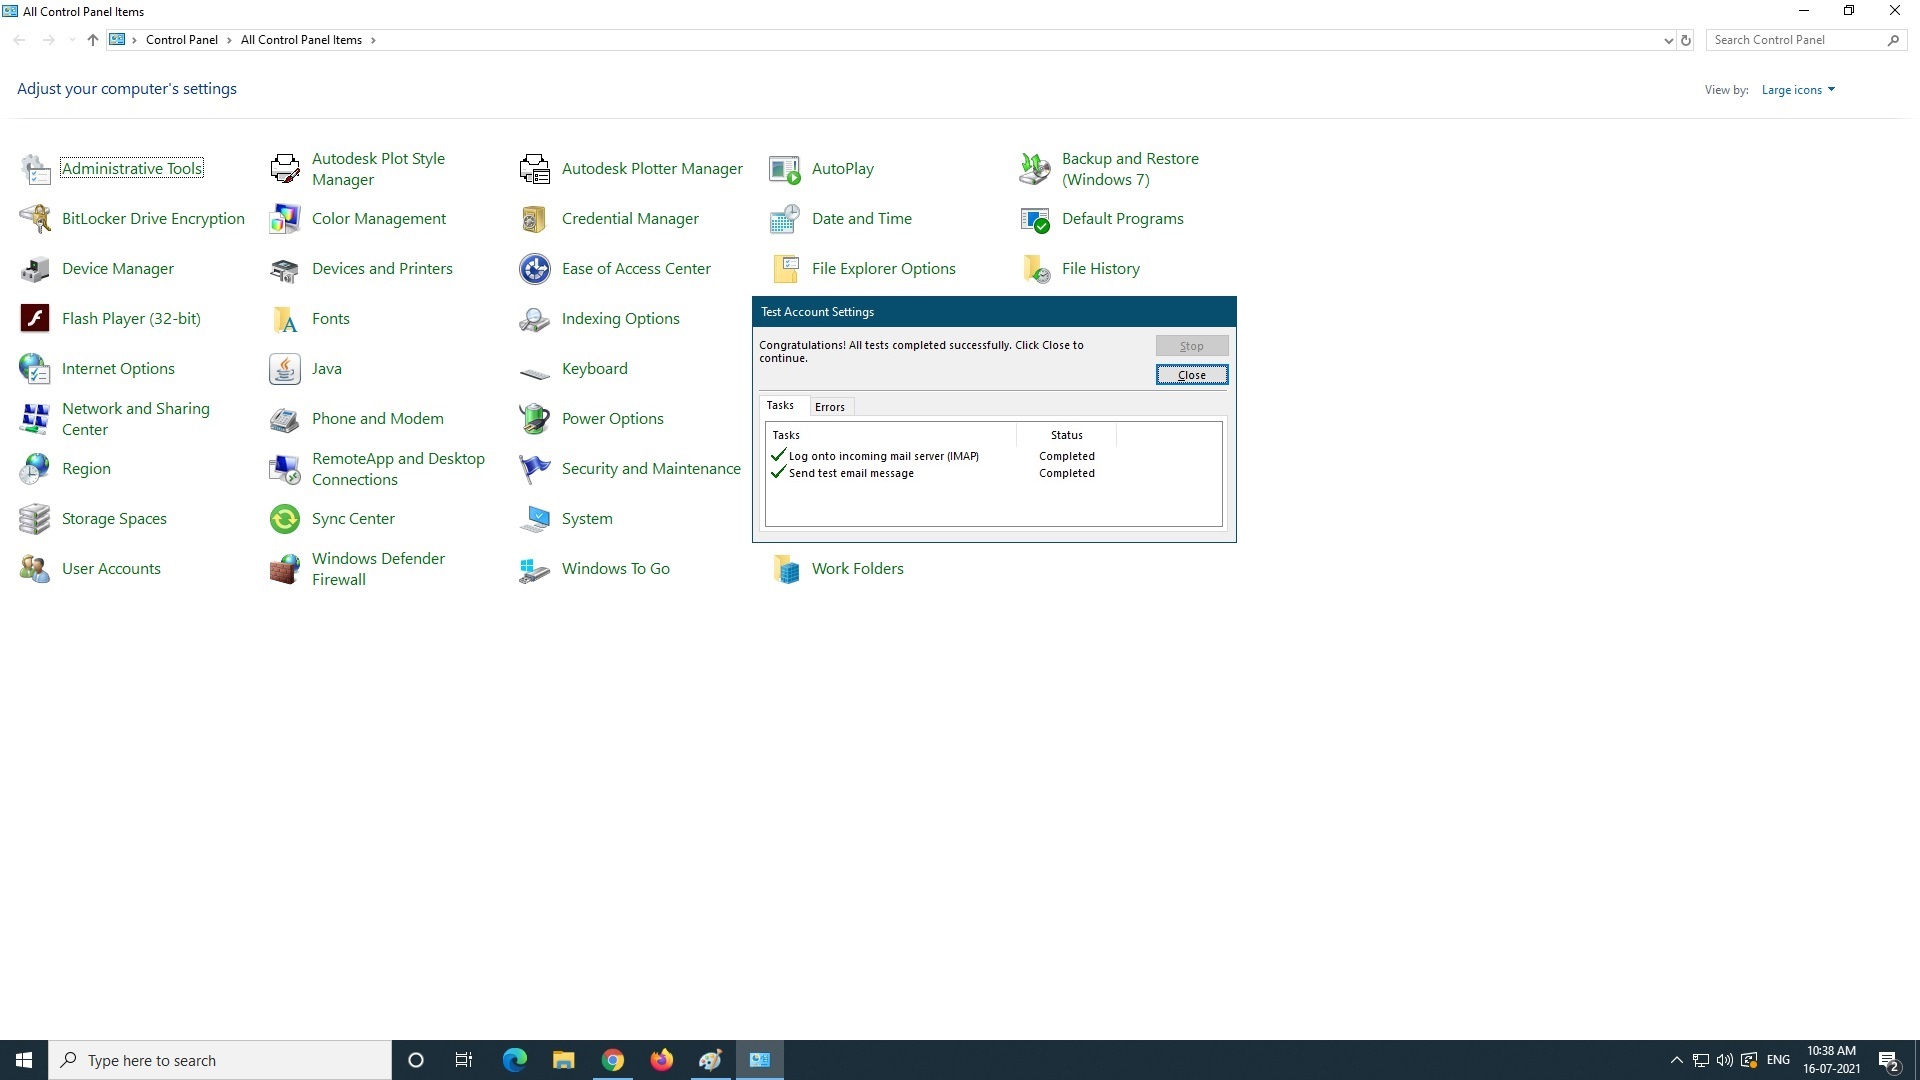 All Control Panel Items
Control Panel
All Control Panel Items
Search Control Panel
Adjust your computer's settings
View by: Large icons
Administrative Tools
Autodesk Plot Style
Manager
Autodesk Plotter Manager
AutoPlay
Backup and Restore
(Windows 7)
BitLocker Drive Encryption
Color Management
Credential Manager
Date and Time
Default Programs
Device Manager
Devices and Printers
Ease of Access Center
File Explorer Options
File History
Flash Player (32-bit)
Fonts
Indexing Options
Internet Options
Java
Keyboard
Network and Sharing
Center
Phone and Modem
Power Options
Region
RemoteApp and Desktop
Connections
Security and Maintenance
Storage Spaces
Sync Center
System
User Accounts
Windows Defender
Firewall
Windows To Go
Work Folders
Test Account Settings
Congratulations! All tests completed successfully. Click Close to
continue.
Stop
Close
Tasks
Errors
Tasks Status
Log onto incoming mail server (IMAP) Completed
Send test email message Completed
Type here to search
ENG
10:38 AM
16-07-2021
2